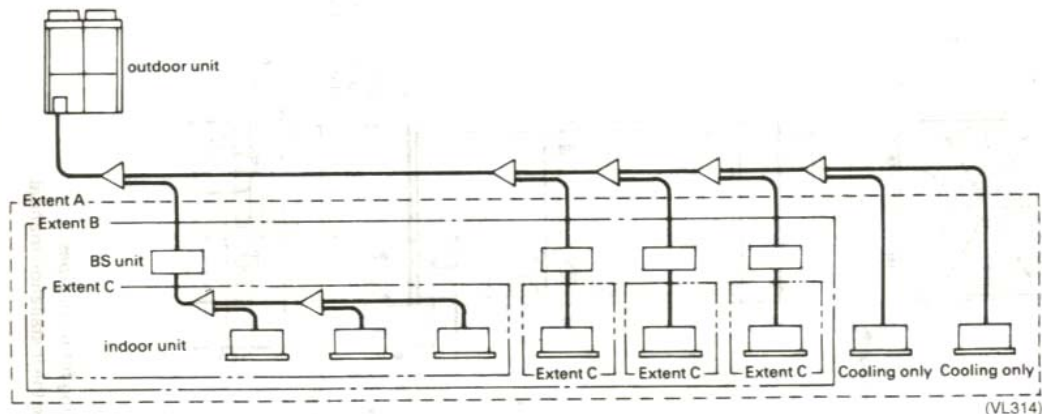 outdoor unit
Extent A
Extent B
BS unit
Extent C
indoor unit
Extent C
Extent C
Extent C
Cooling only
Cooling only
(VL314)